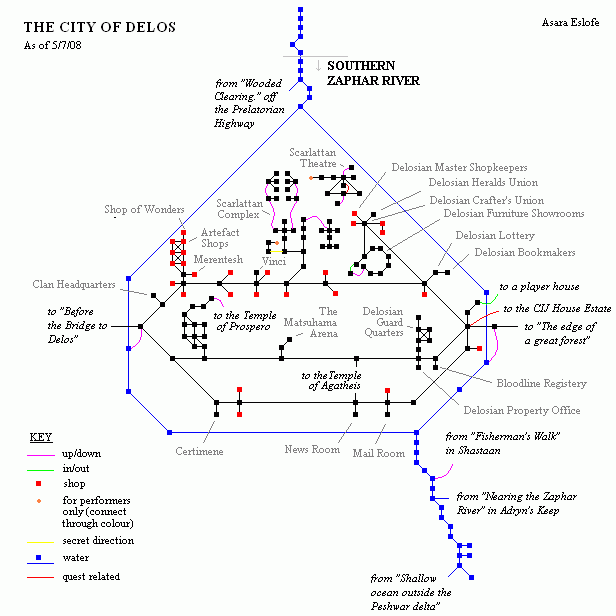 THE CITY OF DELOS
As of 5/7/08
Asara Eslofe
SOUTHERN
ZAPHAR RIVER
from "Wooded
Clearing." off
the Prelatorian
Highway
Scarlattan
Theatre
Delosian Master Shopkeepers
Delosian Heralds Union
Delosian Crafter's Union
Delosian Furniture Showrooms
Scarlattan
Complex
Shop of Wonders
Artefact
Shops
Merentesh
Vinci
Delosian Lottery
Delosian Bookmakers
Clan Headquarters
to a player house
to the CIJ House Estate
to "The edge of
a great forest"
to "Before
the Bridge to
Delos"
to the Temple
of Prospero
The
Matsuhama
Arena
Delosian
Guard
Quarters
to theTemple
of Agatheis
Bloodline Registery
Delosian Property Office
Certimene
News Room
Mail Room
KEY
up/down
in/out
shop
for performers
only (connect
through colour)
secret direction
water
quest related
from "Fisherman's Walk"
in Shastaan
from "Nearing the Zaphar
River" in Adryn's Keep
from "Shallow
ocean outside the
Peshwar delta"